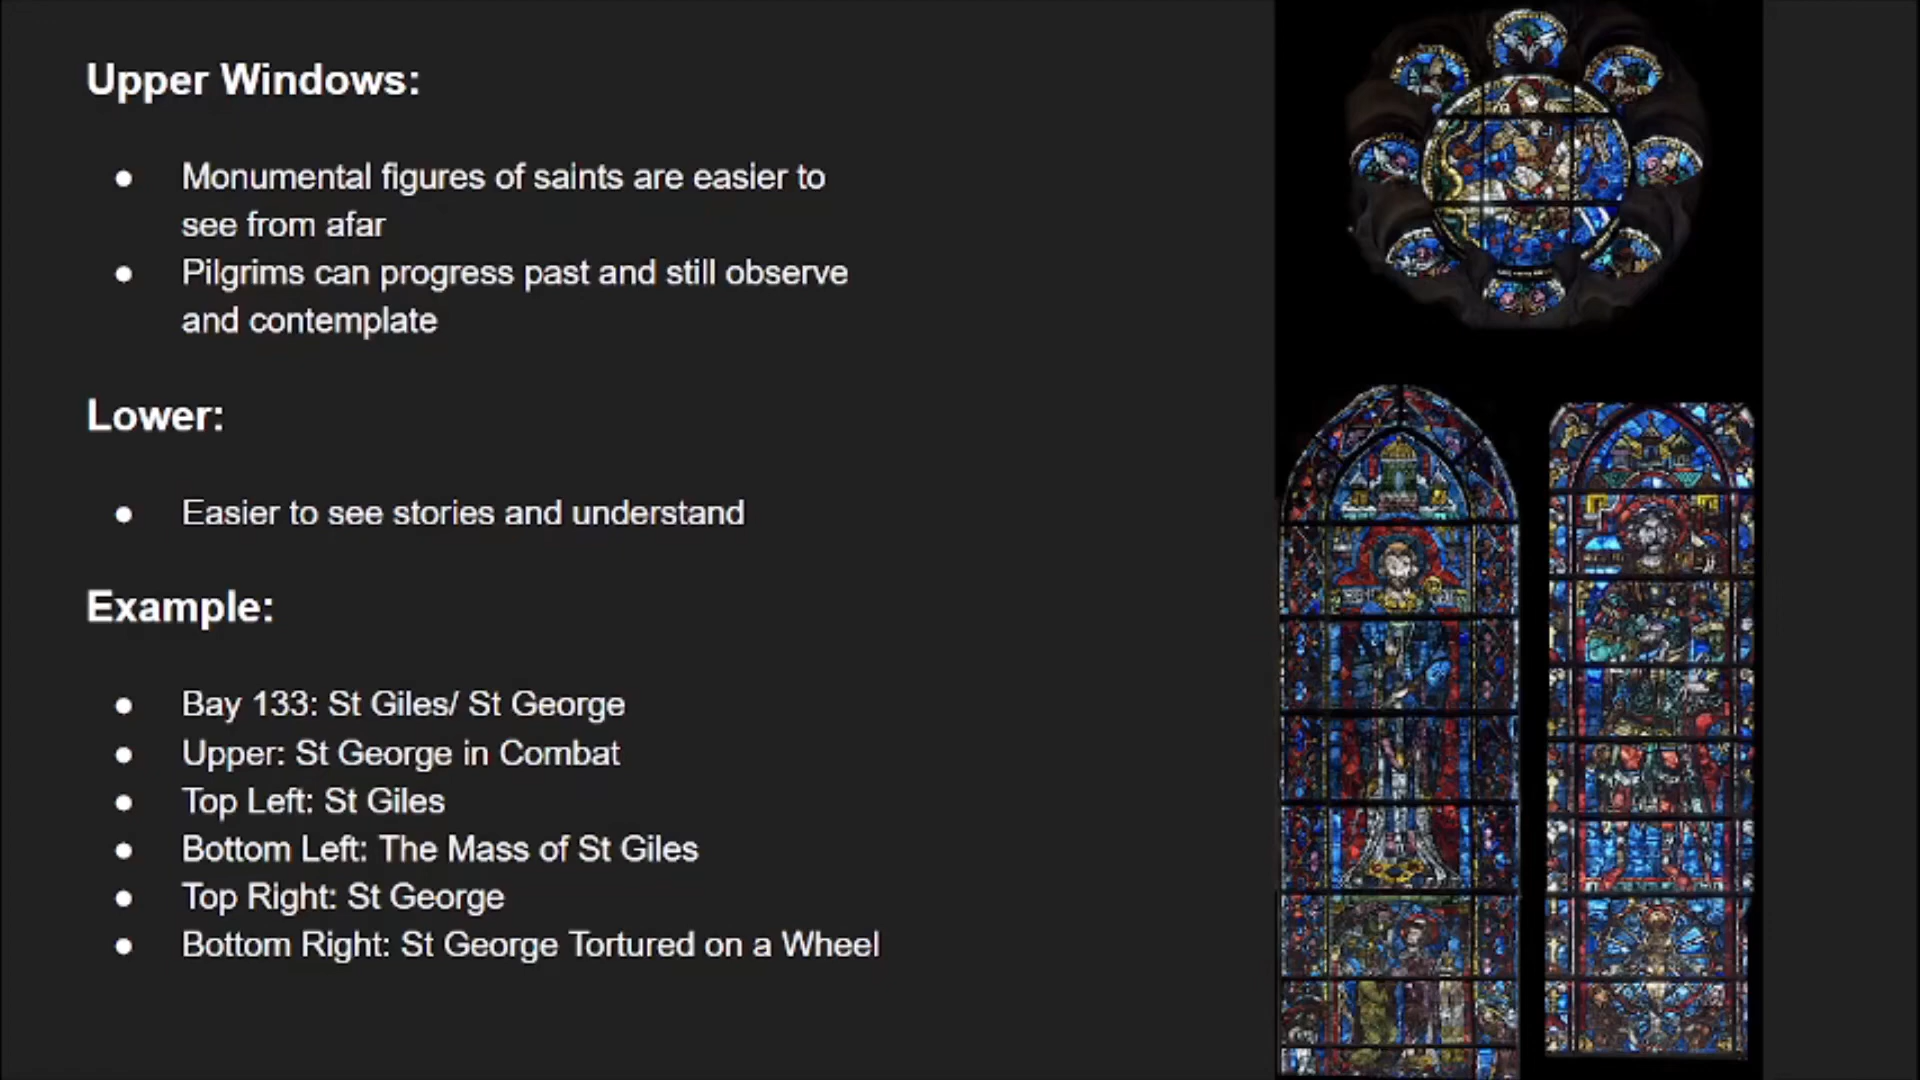 Upper Windows:
● Monumental figures of saints are easier to
see from afar
● Pilgrims can progress past and still observe
and contemplate
Lower:
● Easier to see stories and understand
Example:
● Bay 133: St Giles/ St George
● Upper: St George in Combat
● Top Left: St Giles
● Bottom Left: The Mass of St Giles
● Top Right: St George
● Bottom Right: St George Tortured on a Wheel